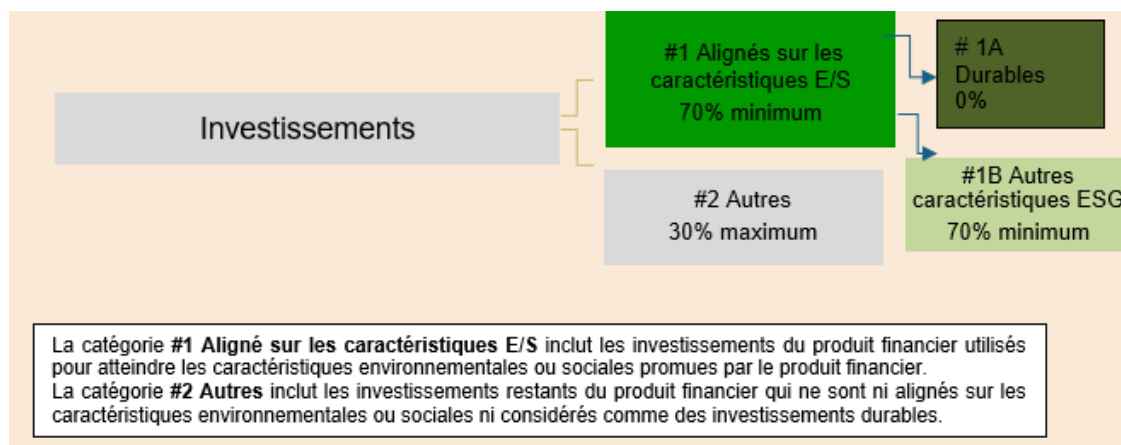 Investissements
#1 Alignés sur les
caractéristiques E/S
70% minimum
# 1A
Durables
0%
#1B Autres
caractéristiques ESG
70% minimum
#2 Autres
30% maximum
La catégorie #1 Aligné sur les caractéristiques E/S inclut les investissements du produit financier utilisés
pour atteindre les caractéristiques environnementales ou sociales promues par le produit financier.
La catégorie #2 Autres inclut les investissements restants du produit financier qui ne sont ni alignés sur les
caractéristiques environnementales ou sociales ni considérés comme des investissements durables.